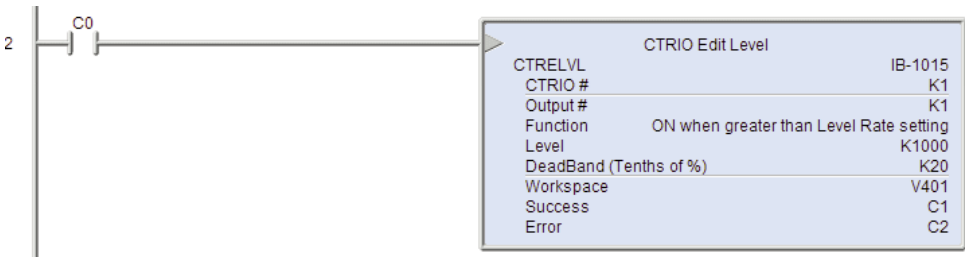 C0
2
CTRIO Edit Level
CTRELVL IB-1015
CTRIO # K1
Output # K1
Function ON when greater than Level Rate setting
Level K1000
DeadBand (Tenths of %) K20
Workspace V401
Success C1
Error C2